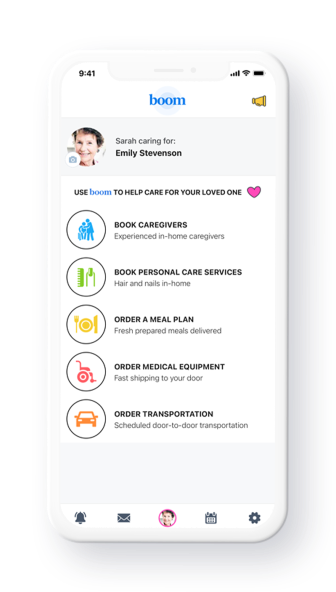 9:41
boom
Sarah caring for:
Emily Stevenson
USE boom TO HELP CARE FOR YOUR LOVED ONE
BOOK CAREGIVERS
Experienced in-home caregivers
BOOK PERSONAL CARE SERVICES
Hair and nails in-home
ORDER A MEAL PLAN
Fresh prepared meals delivered
ORDER MEDICAL EQUIPMENT
Fast shipping to your door
ORDER TRANSPORTATION
Scheduled door-to-door transportation